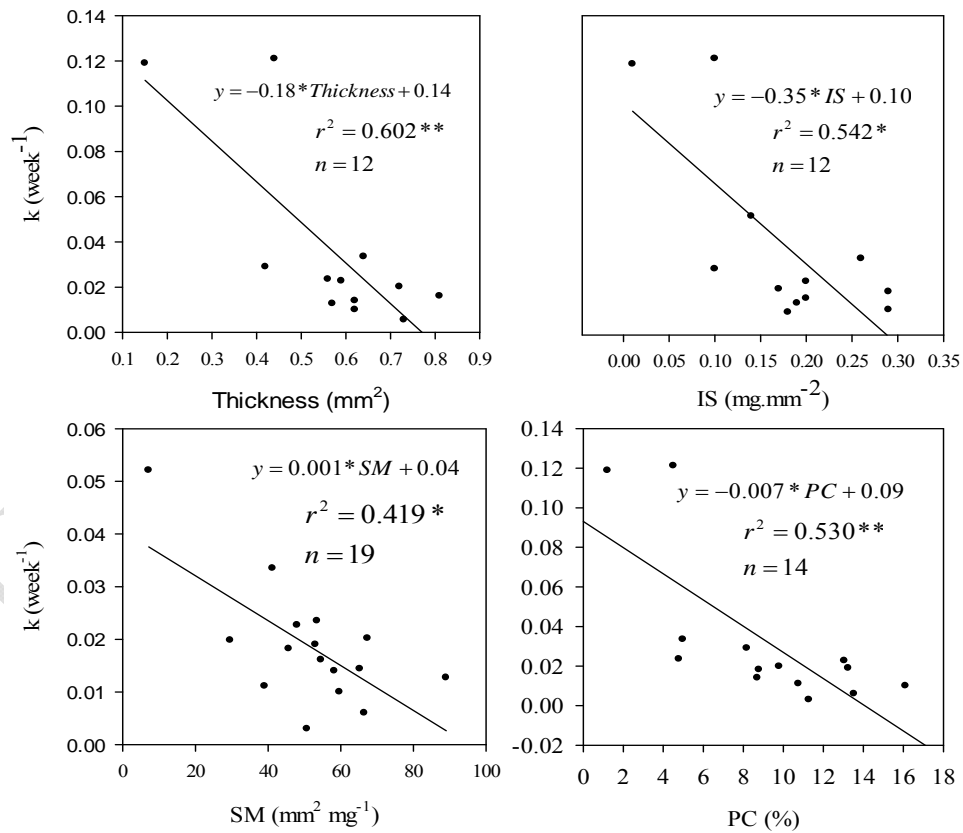 0.14
0.12
0.10
0.08
0.06
0.04
0.02
0.00
k (week⁻¹)
y = −0.18 * Thickness + 0.14
r² = 0.602 **
n = 12
0.1 0.2 0.3 0.4 0.5 0.6 0.7 0.8 0.9
Thickness (mm²)
y = −0.35 * IS + 0.10
r² = 0.542 *
n = 12
0.00 0.05 0.10 0.15 0.20 0.25 0.30 0.35
IS (mg.mm⁻²)
0.06
0.05
0.04
0.03
0.02
0.01
0.00
k (week⁻¹)
y = 0.001 * SM + 0.04
r² = 0.419 *
n = 19
0 20 40 60 80 100
SM (mm² mg⁻¹)
0.14
0.12
0.10
0.08
0.06
0.04
0.02
0.00
-0.02
y = −0.007 * PC + 0.09
r² = 0.530 **
n = 14
0 2 4 6 8 10 12 14 16 18
PC (%)